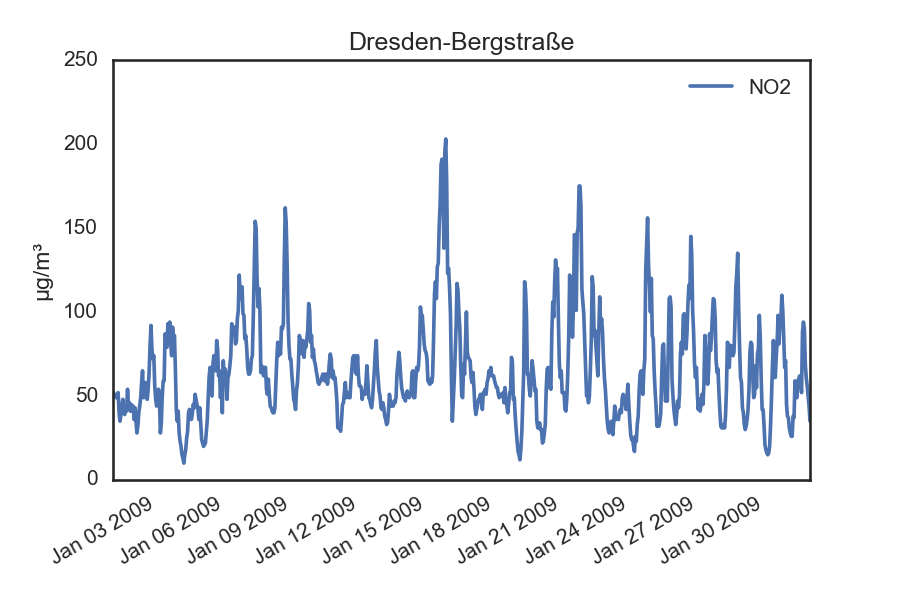 Dresden-Bergstraße
250
200
150
100
50
0
µg/m³
NO2
Jan 03 2009
Jan 06 2009
Jan 09 2009
Jan 12 2009
Jan 15 2009
Jan 18 2009
Jan 21 2009
Jan 24 2009
Jan 27 2009
Jan 30 2009